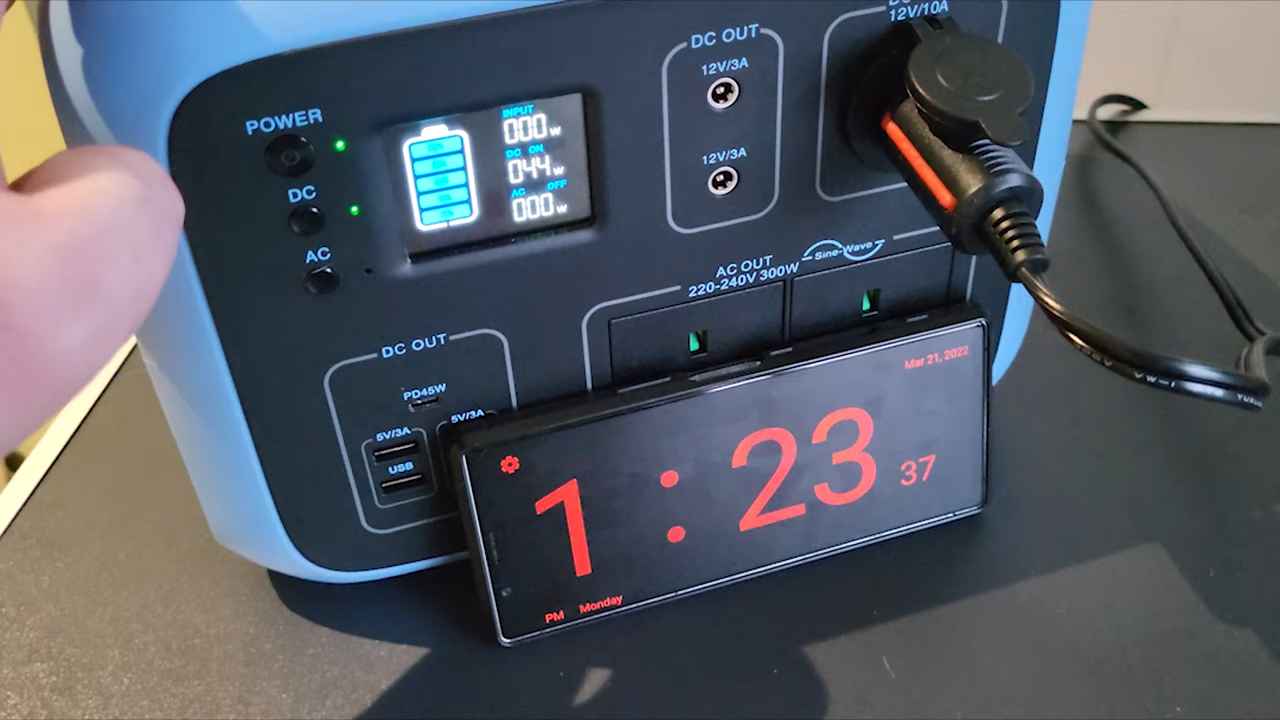 POWER
DC
AC
INPUT
000w
DC ON
044w
AC OFF
000w
DC OUT
12V/3A
12V/3A
12V/10A
AC OUT
220-240V 300W
Sine-Wave
DC OUT
PD45W
5V/3A
5V/3A
USB
Mar 21, 2022
1:23
37
PM Monday